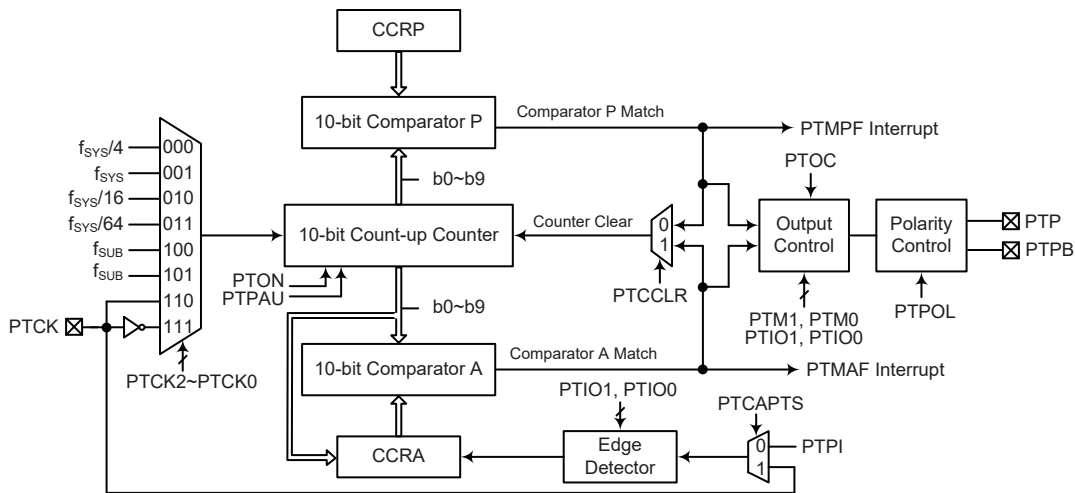 CCRP
10-bit Comparator P
Comparator P Match
PTMPF Interrupt
fSYS/4
000
fSYS
001
fSYS/16
010
fSYS/64
011
fSUB
100
fSUB
101
110
111
b0~b9
PTOC
10-bit Count-up Counter
Counter Clear
0
1
Output
Control
Polarity
Control
PTP
PTPB
PTON
PTPAU
PTCCLR
PTPOL
PTCK
b0~b9
PTM1, PTM0
PTIO1, PTIO0
PTCK2~PTCK0
10-bit Comparator A
Comparator A Match
PTMAF Interrupt
PTIO1, PTIO0
PTCAPTS
CCRA
Edge
Detector
0
1
PTPI